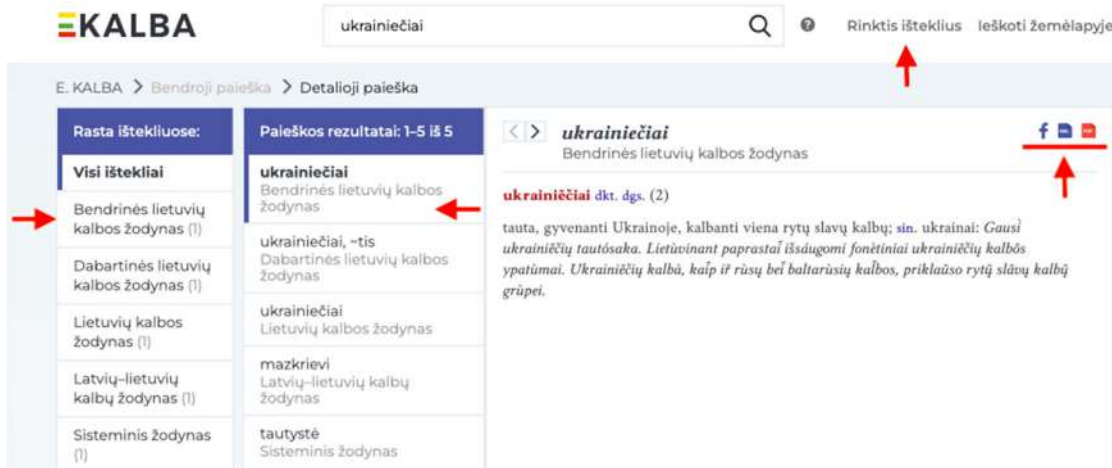 EKALBA
ukrainiečiai
Rinktis išteklius Ieškoti žemėlapyje
E. KALBA > Bendroji paieška > Detalioji paieška
Rasta ištekliuose:
Visi ištekliai
Bendrinės lietuvių
kalbos žodynas (1)
Dabartinės lietuvių
kalbos žodynas (1)
Lietuvių kalbos
žodynas (1)
Latvių–lietuvių
kalbų žodynas (1)
Sisteminis žodynas
(1)
Paieškos rezultatai: 1–5 iš 5
ukrainiečiai
Bendrinės lietuvių kalbos
žodynas
ukrainiečiai, ~tis
Dabartinės lietuvių kalbos
žodynas
ukrainiečiai
Lietuvių kalbos žodynas
mazkrievi
Latvių–lietuvių kalbų
žodynas
tautystė
Sisteminis žodynas
ukrainiečiai
Bendrinės lietuvių kalbos žodynas
ukrainiẽčiai dkt. dgs. (2)
tauta, gyvenanti Ukrainoje, kalbanti viena rytų slavų kalbų; sin. ukrainai: Gausì
ukrainiẽčių tautósaka. Lietùvinant paprastaĩ išsáugomi fonètiniai ukrainiẽčių kalbõs
ypatùmai. Ukrainiẽčių kalbà, kaĩp ir̃ rùsų beĩ baltarùsių kal̃bos, priklaũso rytų̃ slãvų kalbų̃
grùpei.